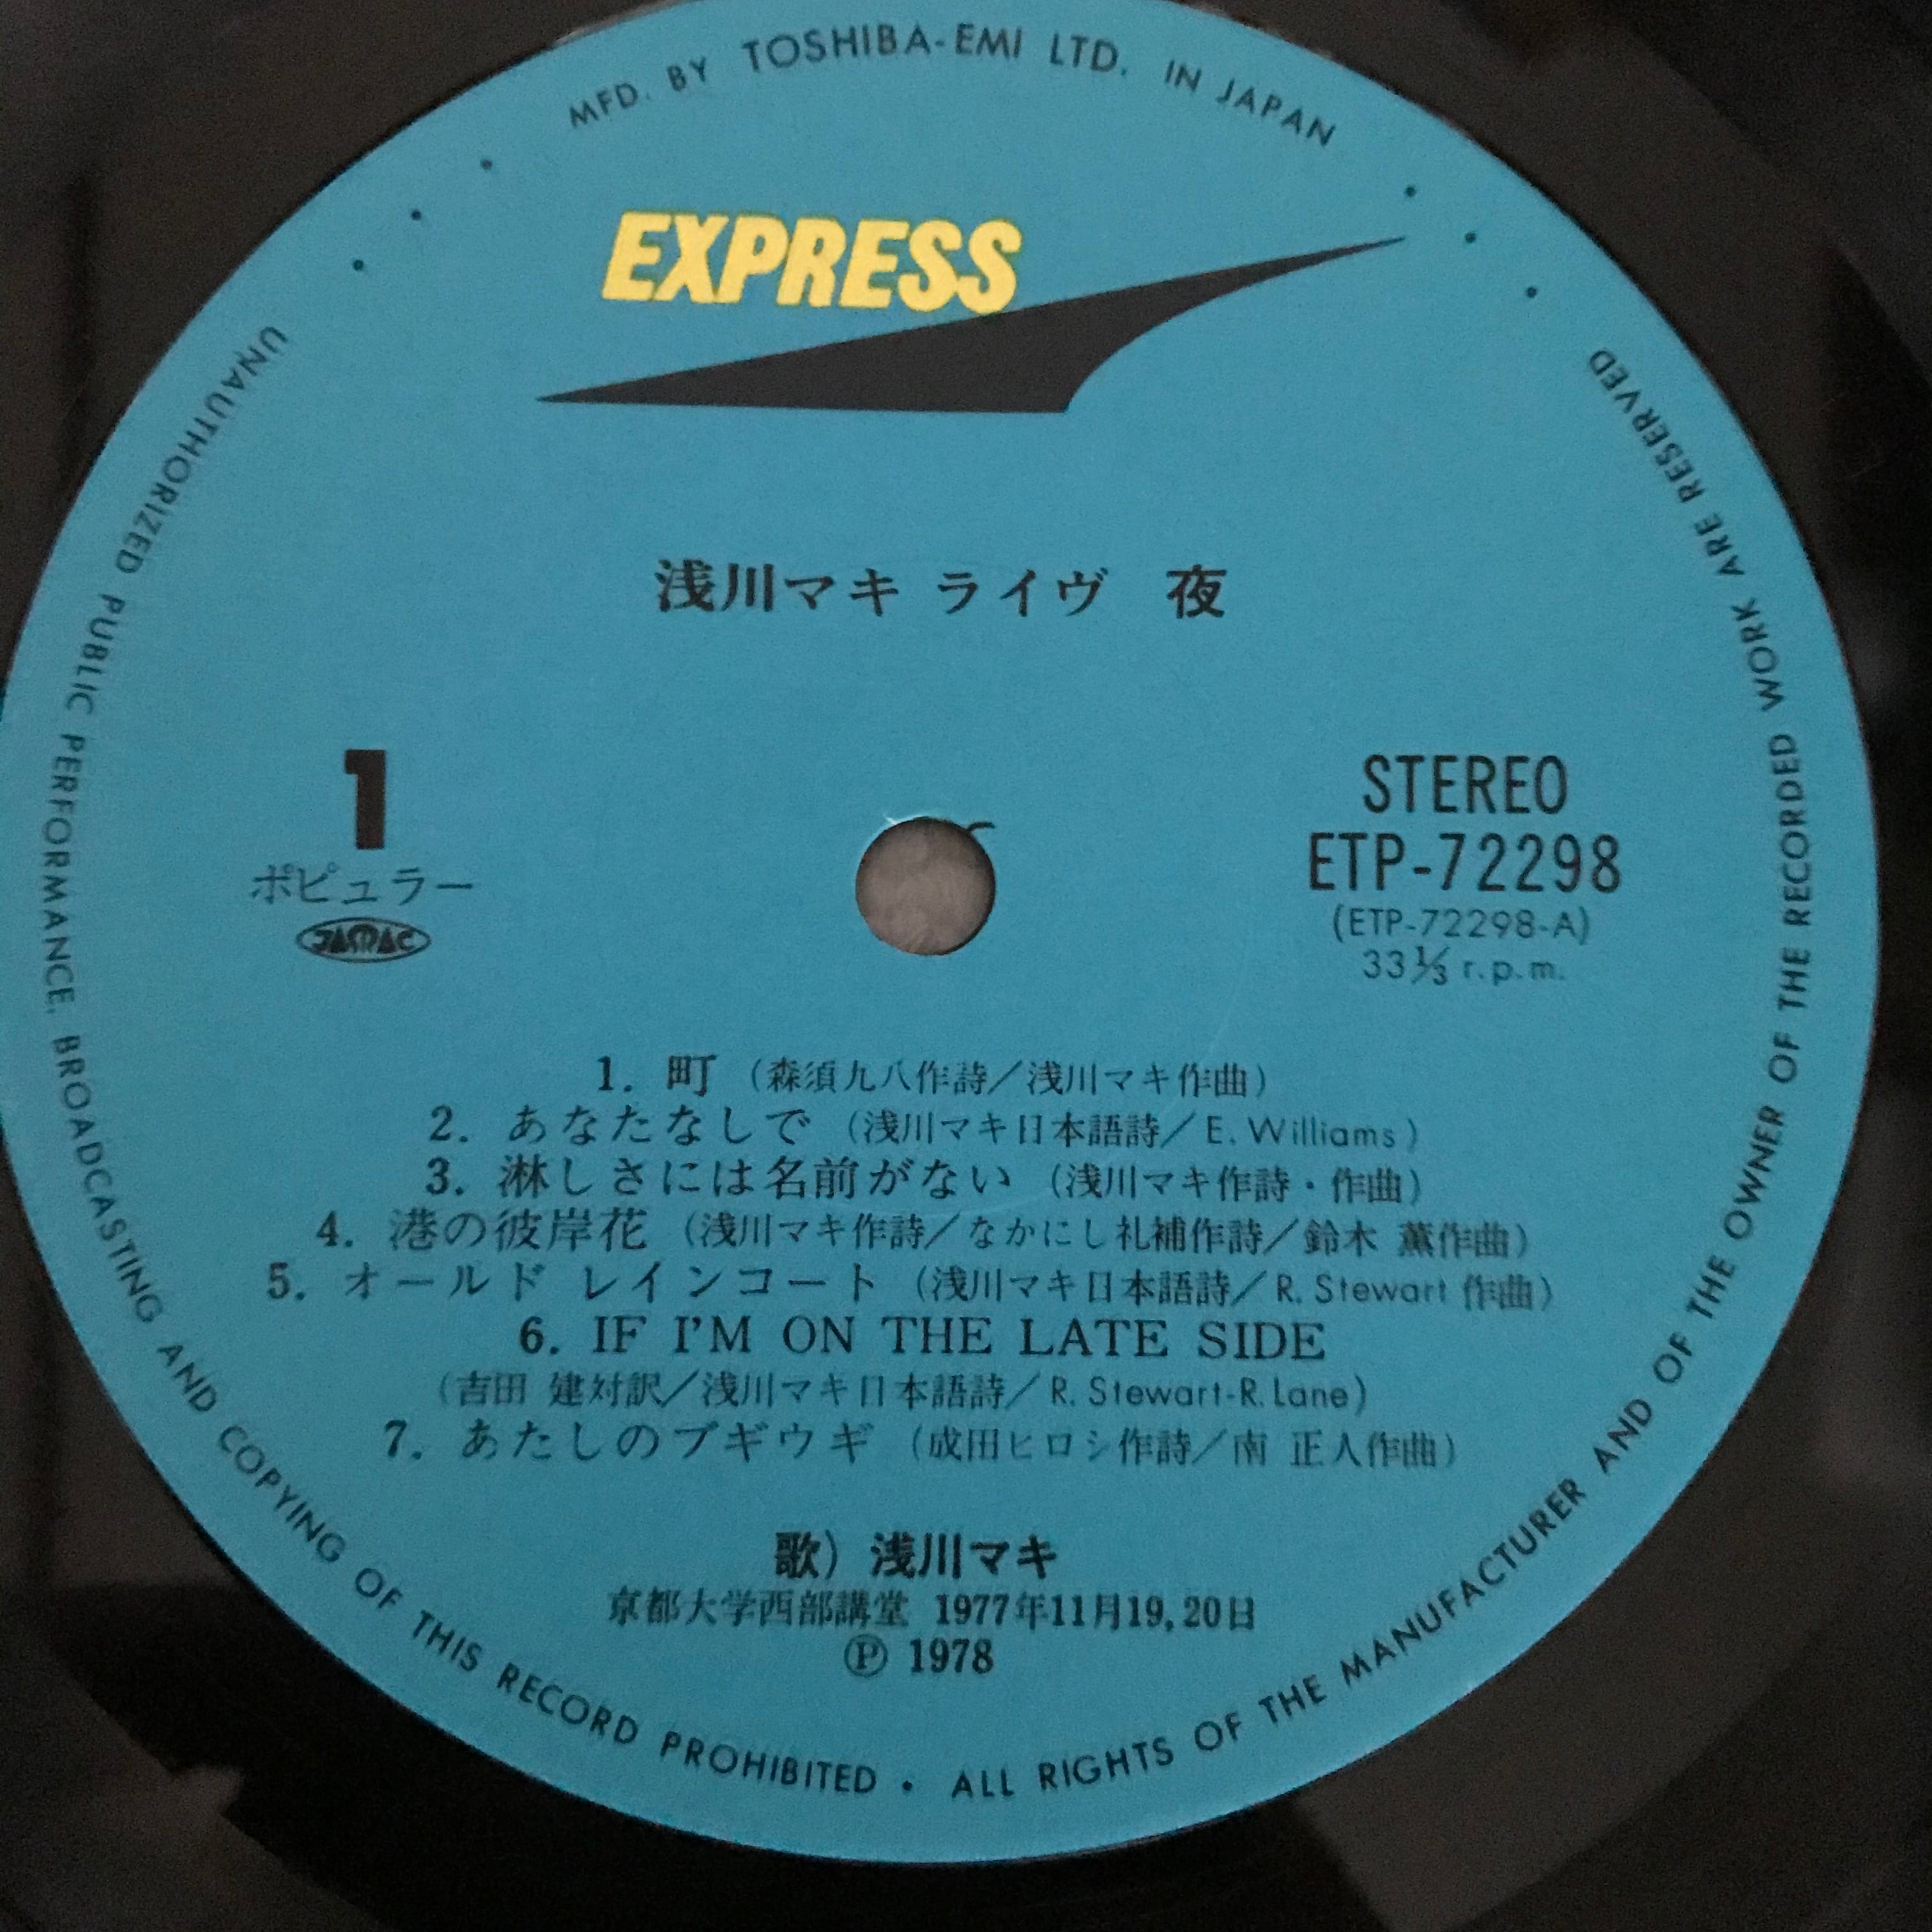 MFD. BY TOSHIBA-EMI LTD. IN JAPAN
EXPRESS
浅川マキ ライヴ 夜
1
ポピュラー
JAMAC
STEREO
ETP-72298
(ETP-72298-A)
33⅓ r.p.m.
1. 町 (森須九八作詩/浅川マキ作曲)
2. あなたなしで (浅川マキ日本語詩/E. Williams)
3. 淋しさには名前がない (浅川マキ作詩・作曲)
4. 港の彼岸花 (浅川マキ作詩/なかにし礼補作詩/鈴木 薫作曲)
5. オールド レインコート (浅川マキ日本語詩/R. Stewart 作曲)
6. IF I'M ON THE LATE SIDE
(吉田 建対訳/浅川マキ日本語詩/R. Stewart-R. Lane)
7. あたしのブギウギ (成田ヒロシ作詩/南 正人作曲)
歌) 浅川マキ
京都大学西部講堂 1977年11月19, 20日
Ⓟ 1978
UNAUTHORIZED PUBLIC PERFORMANCE, BROADCASTING AND COPYING OF THIS RECORD PROHIBITED • ALL RIGHTS OF THE MANUFACTURER AND OF THE OWNER OF THE RECORDED WORK ARE RESERVED